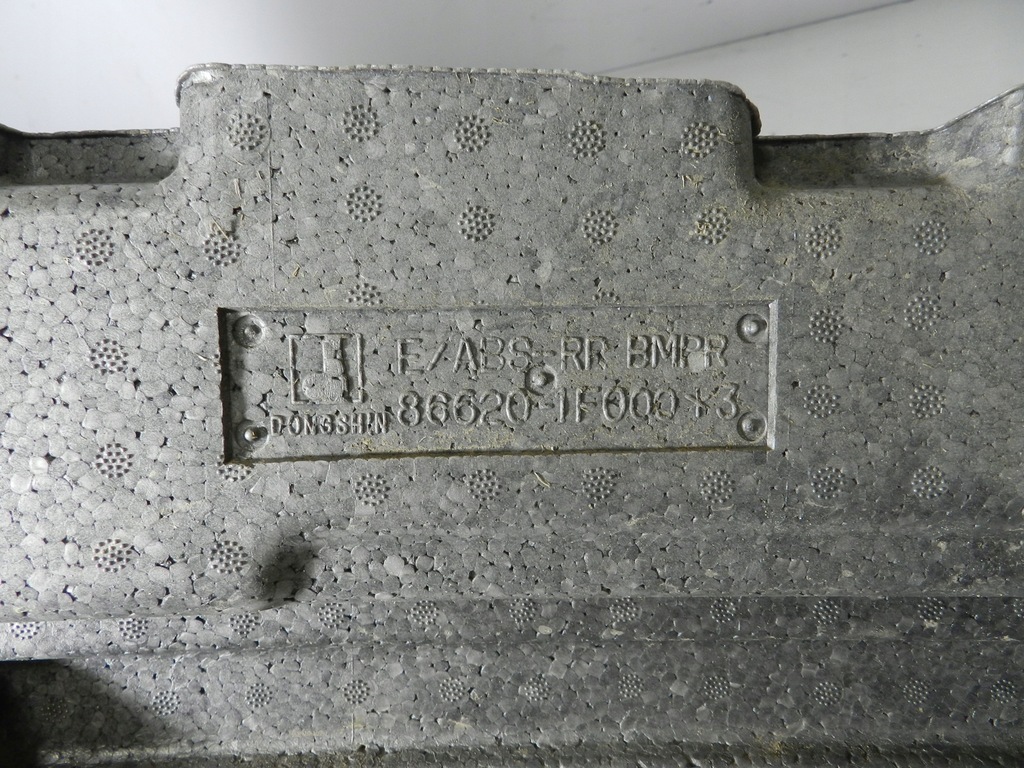 E/ABS-RR BMPR
DONGSHIN 86620-1F000*3